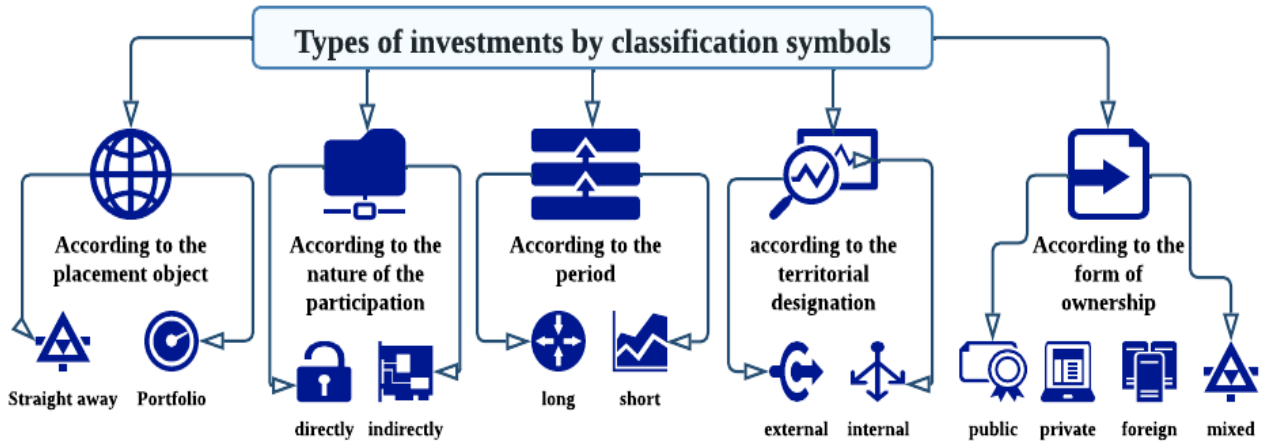 Types of investments by classification symbols
According to the
placement object
Straight away
Portfolio
According to the
nature of the
participation
directly
indirectly
According to the
period
long
short
according to the
territorial
designation
external
internal
According to the
form of
ownership
public
private
foreign
mixed